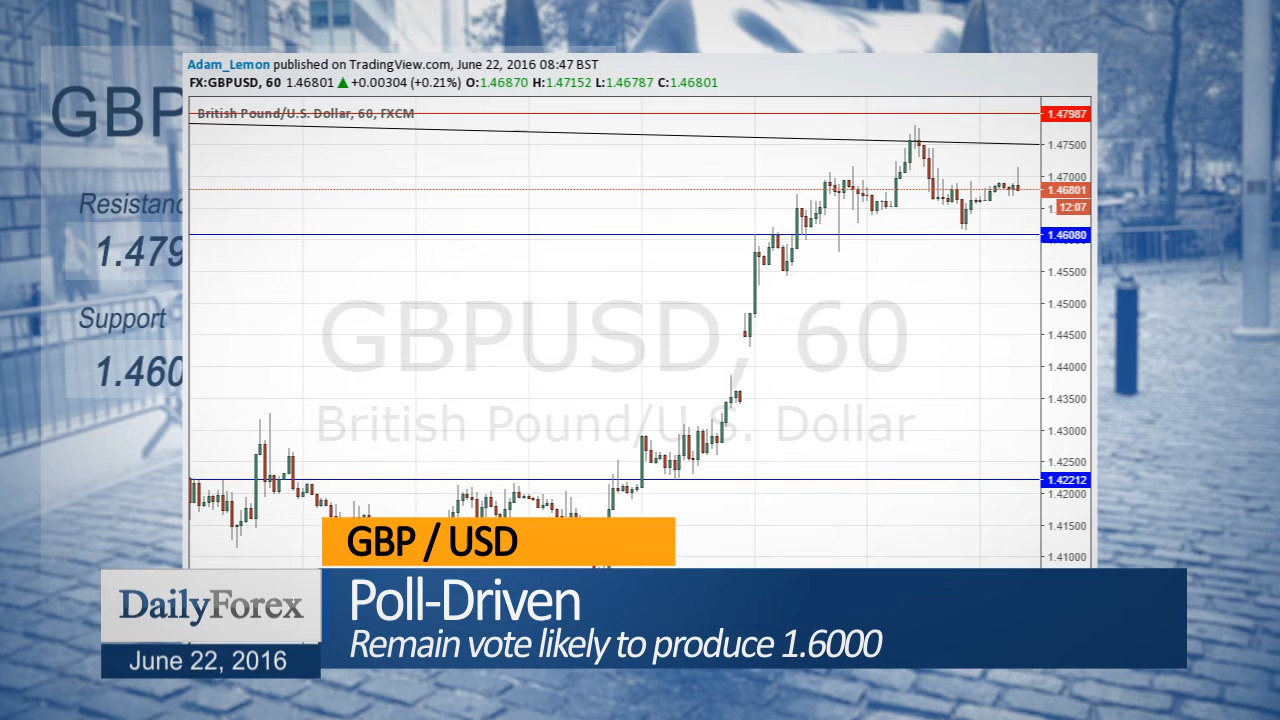 Adam_Lemon published on TradingView.com, June 22, 2016 08:47 BST
FX:GBPUSD, 60 1.46801 ▲ +0.00304 (+0.21%) O:1.46870 H:1.47152 L:1.46787 C:1.46801
British Pound/U.S. Dollar, 60, FXCM
GBP
Resistanc
1.479
Support
1.460
GBPUSD, 60
British Pound/U.S. Dollar
1.47987
1.47500
1.47000
1.46801
1.
12:07
1.46080
1.45500
1.45000
1.44500
1.44000
1.43500
1.43000
1.42500
1.42212
1.42000
1.41500
1.41000
GBP / USD
DailyForex
June 22, 2016
Poll-Driven
Remain vote likely to produce 1.6000